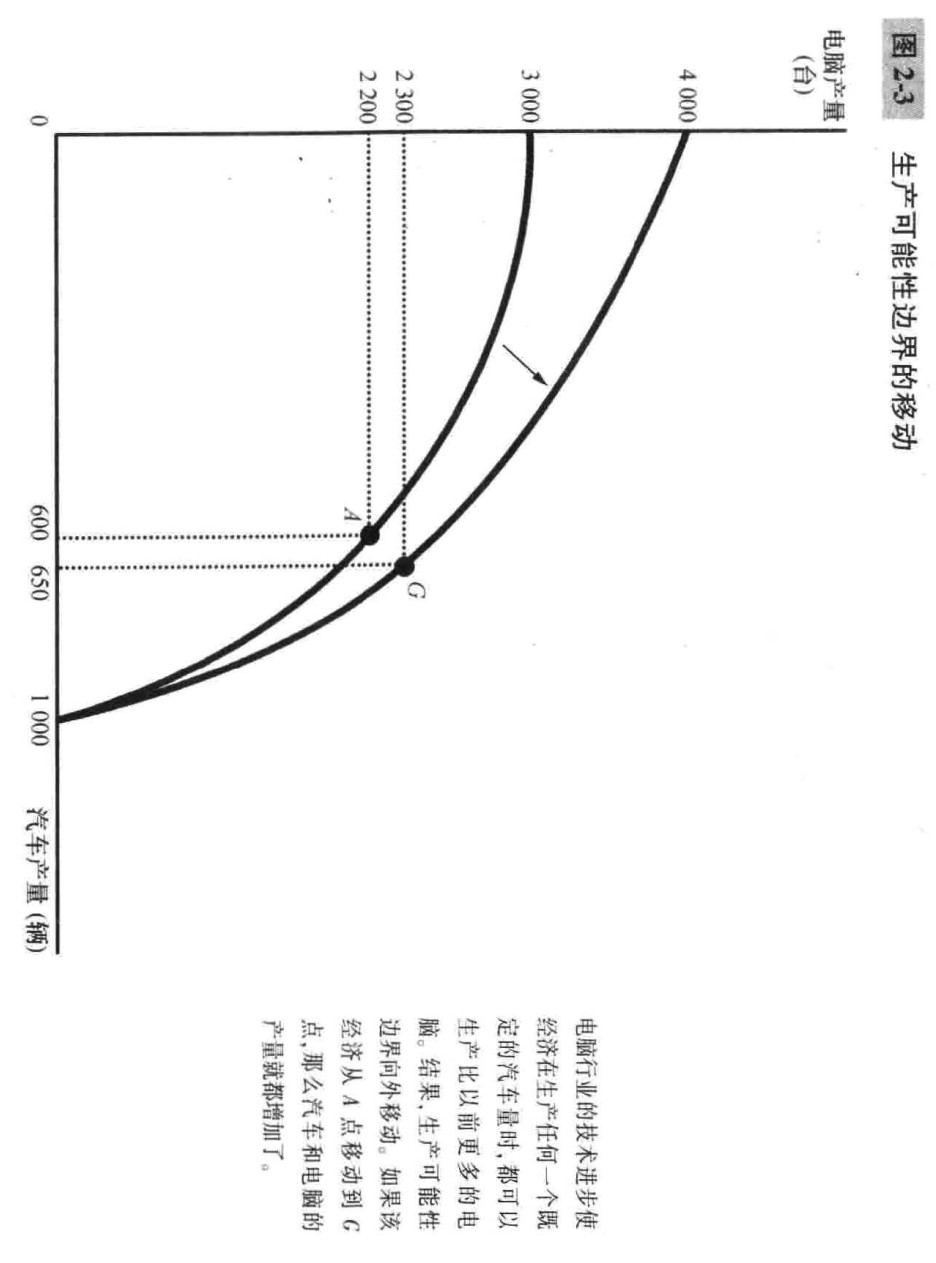 图 2-3 生产可能性边界的移动
电脑产量
(台)
4 000
3 000
2 300
2 200
G
A
0
600
650
1 000
汽车产量 (辆)
电脑行业的技术进步使
经济在生产任何一个既
定的汽车量时,都可以
生产比以前更多的电
脑。结果,生产可能性
边界向外移动。如果该
经济从 A 点移动到 G
点,那么汽车和电脑的
产量就都增加了。